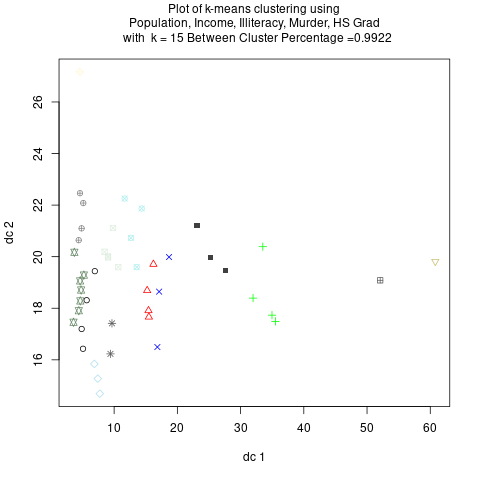 Plot of k-means clustering using
Population, Income, Illiteracy, Murder, HS Grad
with k = 15 Between Cluster Percentage =0.9922
dc 2
26
24
22
20
18
16
10
20
30
40
50
60
dc 1